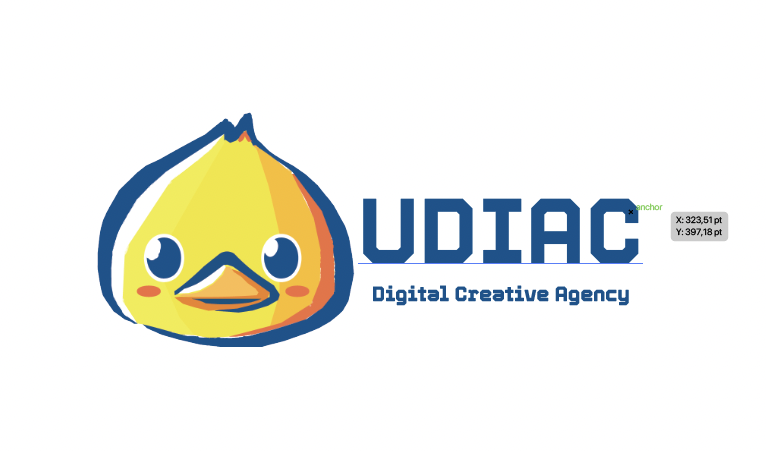 UDIAC
anchor
X: 323,51 pt
Y: 397,18 pt
Digital Creative Agency